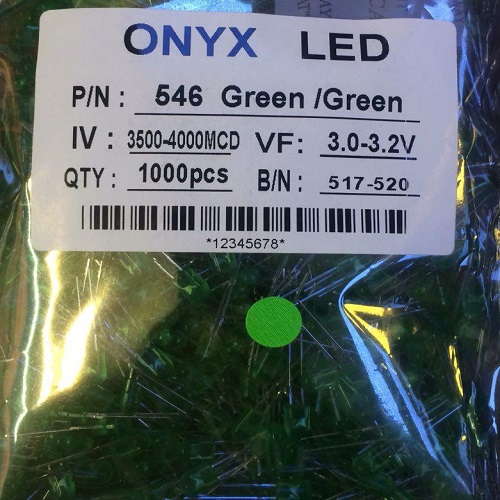 ONYX LED
P/N : 546 Green /Green
IV : 3500-4000MCD VF: 3.0-3.2V
QTY : 1000pcs B/N : 517-520
*12345678*